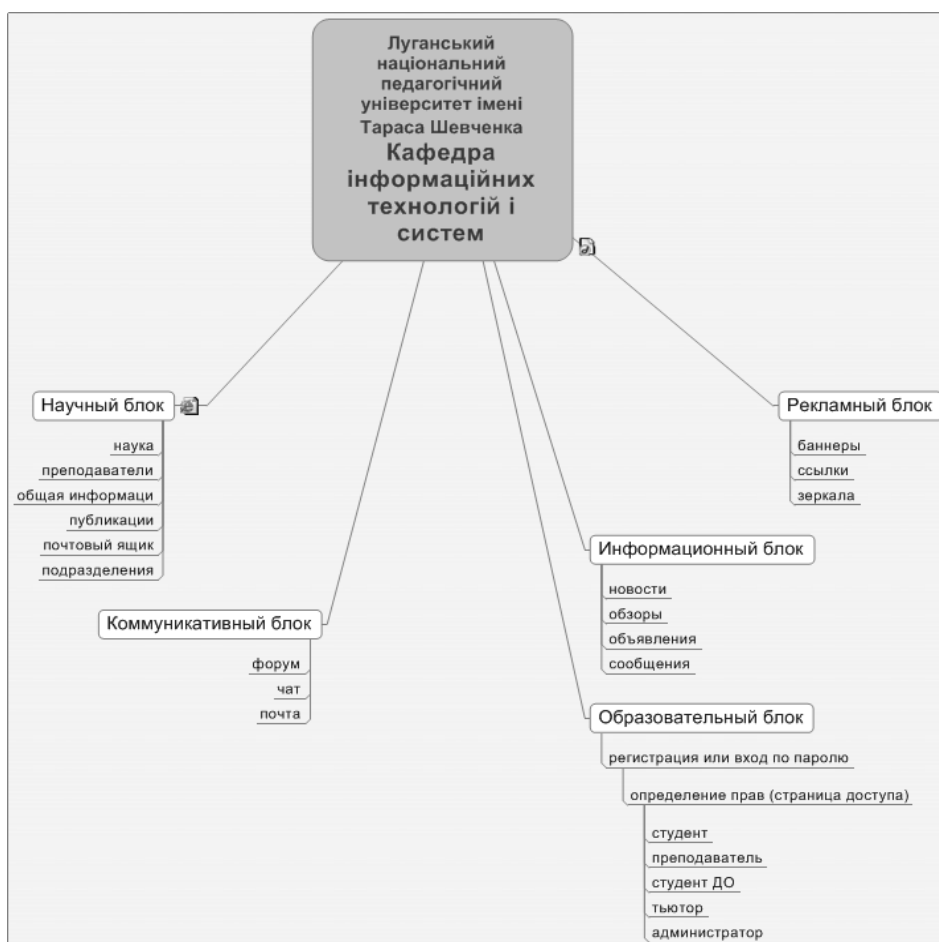 Луганський
національний
педагогічний
університет імені
Тараса Шевченка
Кафедра
інформаційних
технологій і
систем
Научный блок
наука
преподаватели
общая информаци
публикации
почтовый ящик
подразделения
Коммуникативный блок
форум
чат
почта
Рекламный блок
баннеры
ссылки
зеркала
Информационный блок
новости
обзоры
объявления
сообщения
Образовательный блок
регистрация или вход по паролю
определение прав (страница доступа)
студент
преподаватель
студент ДО
тьютор
администратор